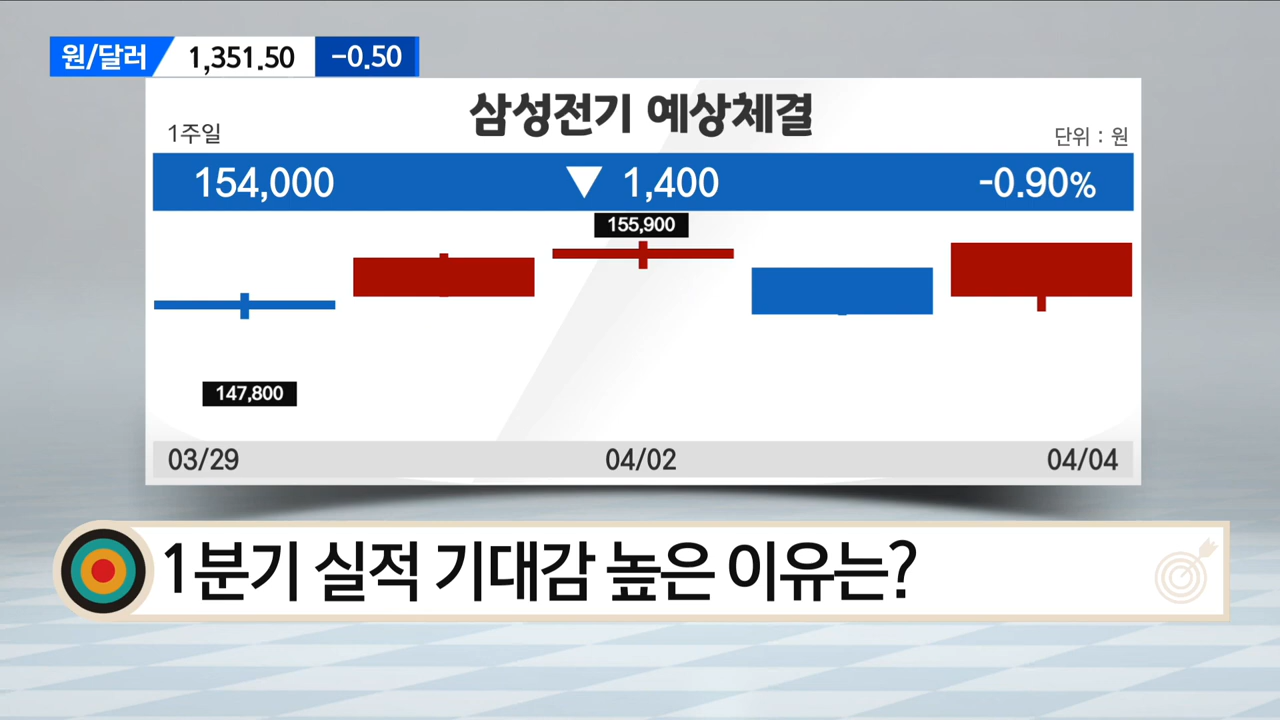 원/달러 1,351.50 -0.50
삼성전기 예상체결
1주일 단위 : 원
154,000 ▼ 1,400 -0.90%
155,900
147,800
03/29 04/02 04/04
1분기 실적 기대감 높은 이유는?